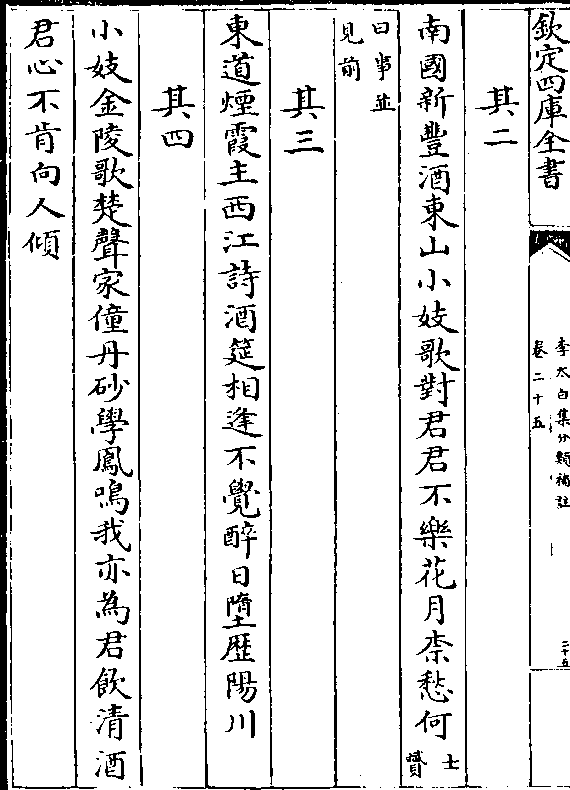 欽定四庫全書
李太白集分類補註
卷二十五
二十五
其二
南國新豐酒東山小妓歌對君君不樂花月柰愁何士贇
曰事並
見前
其三
東道煙霞主西江詩酒筵相逢不覺醉日墮歴陽川
其四
小妓金陵歌楚聲家僮丹砂學鳳鳴我亦為君飲清酒
君心不肯向人傾